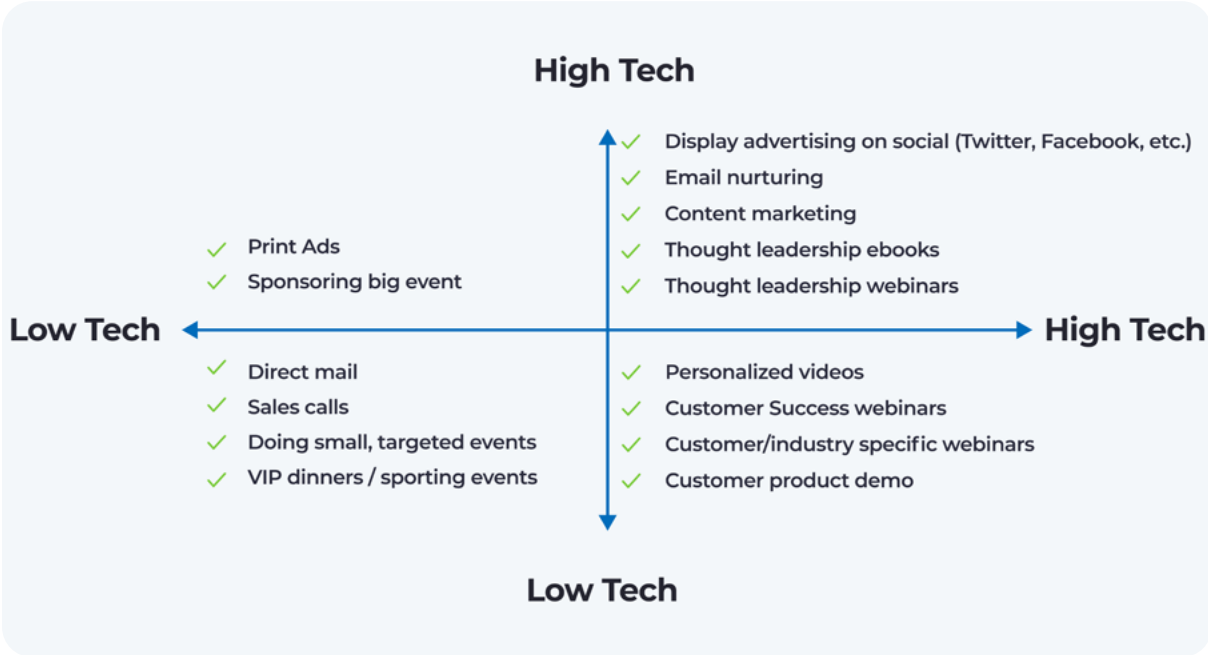 High Tech
Display advertising on social (Twitter, Facebook, etc.)
Email nurturing
Content marketing
Thought leadership ebooks
Thought leadership webinars
Print Ads
Sponsoring big event
Low Tech
High Tech
Direct mail
Sales calls
Doing small, targeted events
VIP dinners / sporting events
Personalized videos
Customer Success webinars
Customer/industry specific webinars
Customer product demo
Low Tech